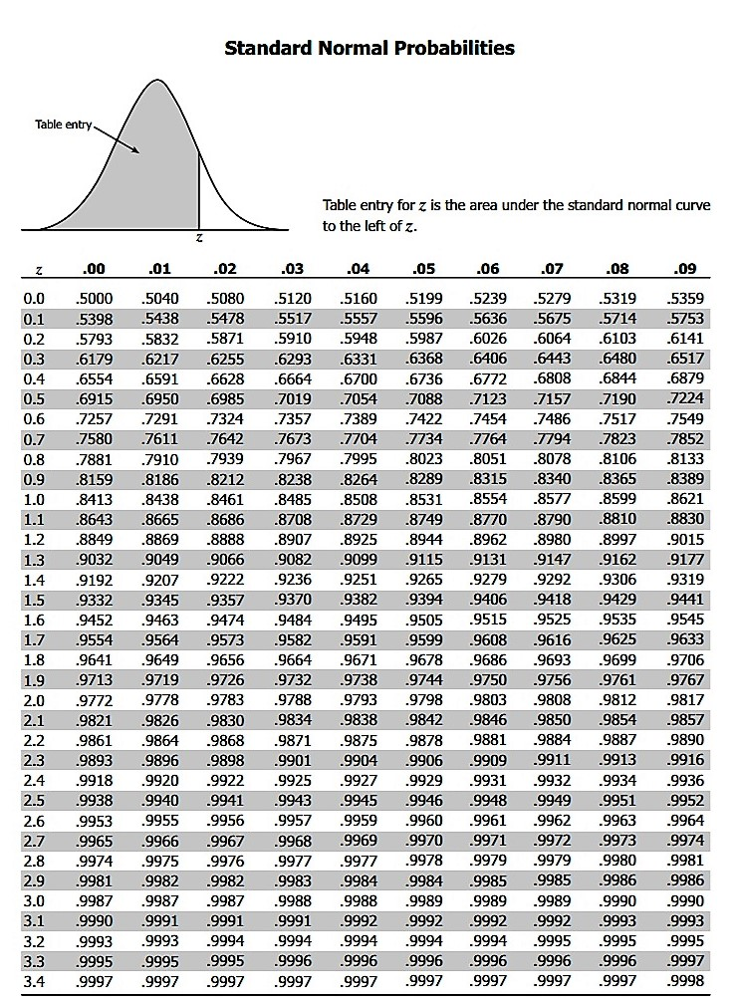 Standard Normal Probabilities
Table entry
z
Table entry for z is the area under the standard normal curve
to the left of z.
z .00 .01 .02 .03 .04 .05 .06 .07 .08 .09
0.0 .5000 .5040 .5080 .5120 .5160 .5199 .5239 .5279 .5319 .5359
0.1 .5398 .5438 .5478 .5517 .5557 .5596 .5636 .5675 .5714 .5753
0.2 .5793 .5832 .5871 .5910 .5948 .5987 .6026 .6064 .6103 .6141
0.3 .6179 .6217 .6255 .6293 .6331 .6368 .6406 .6443 .6480 .6517
0.4 .6554 .6591 .6628 .6664 .6700 .6736 .6772 .6808 .6844 .6879
0.5 .6915 .6950 .6985 .7019 .7054 .7088 .7123 .7157 .7190 .7224
0.6 .7257 .7291 .7324 .7357 .7389 .7422 .7454 .7486 .7517 .7549
0.7 .7580 .7611 .7642 .7673 .7704 .7734 .7764 .7794 .7823 .7852
0.8 .7881 .7910 .7939 .7967 .7995 .8023 .8051 .8078 .8106 .8133
0.9 .8159 .8186 .8212 .8238 .8264 .8289 .8315 .8340 .8365 .8389
1.0 .8413 .8438 .8461 .8485 .8508 .8531 .8554 .8577 .8599 .8621
1.1 .8643 .8665 .8686 .8708 .8729 .8749 .8770 .8790 .8810 .8830
1.2 .8849 .8869 .8888 .8907 .8925 .8944 .8962 .8980 .8997 .9015
1.3 .9032 .9049 .9066 .9082 .9099 .9115 .9131 .9147 .9162 .9177
1.4 .9192 .9207 .9222 .9236 .9251 .9265 .9279 .9292 .9306 .9319
1.5 .9332 .9345 .9357 .9370 .9382 .9394 .9406 .9418 .9429 .9441
1.6 .9452 .9463 .9474 .9484 .9495 .9505 .9515 .9525 .9535 .9545
1.7 .9554 .9564 .9573 .9582 .9591 .9599 .9608 .9616 .9625 .9633
1.8 .9641 .9649 .9656 .9664 .9671 .9678 .9686 .9693 .9699 .9706
1.9 .9713 .9719 .9726 .9732 .9738 .9744 .9750 .9756 .9761 .9767
2.0 .9772 .9778 .9783 .9788 .9793 .9798 .9803 .9808 .9812 .9817
2.1 .9821 .9826 .9830 .9834 .9838 .9842 .9846 .9850 .9854 .9857
2.2 .9861 .9864 .9868 .9871 .9875 .9878 .9881 .9884 .9887 .9890
2.3 .9893 .9896 .9898 .9901 .9904 .9906 .9909 .9911 .9913 .9916
2.4 .9918 .9920 .9922 .9925 .9927 .9929 .9931 .9932 .9934 .9936
2.5 .9938 .9940 .9941 .9943 .9945 .9946 .9948 .9949 .9951 .9952
2.6 .9953 .9955 .9956 .9957 .9959 .9960 .9961 .9962 .9963 .9964
2.7 .9965 .9966 .9967 .9968 .9969 .9970 .9971 .9972 .9973 .9974
2.8 .9974 .9975 .9976 .9977 .9977 .9978 .9979 .9979 .9980 .9981
2.9 .9981 .9982 .9982 .9983 .9984 .9984 .9985 .9985 .9986 .9986
3.0 .9987 .9987 .9987 .9988 .9988 .9989 .9989 .9989 .9990 .9990
3.1 .9990 .9991 .9991 .9991 .9992 .9992 .9992 .9992 .9993 .9993
3.2 .9993 .9993 .9994 .9994 .9994 .9994 .9994 .9995 .9995 .9995
3.3 .9995 .9995 .9995 .9996 .9996 .9996 .9996 .9996 .9996 .9997
3.4 .9997 .9997 .9997 .9997 .9997 .9997 .9997 .9997 .9997 .9998